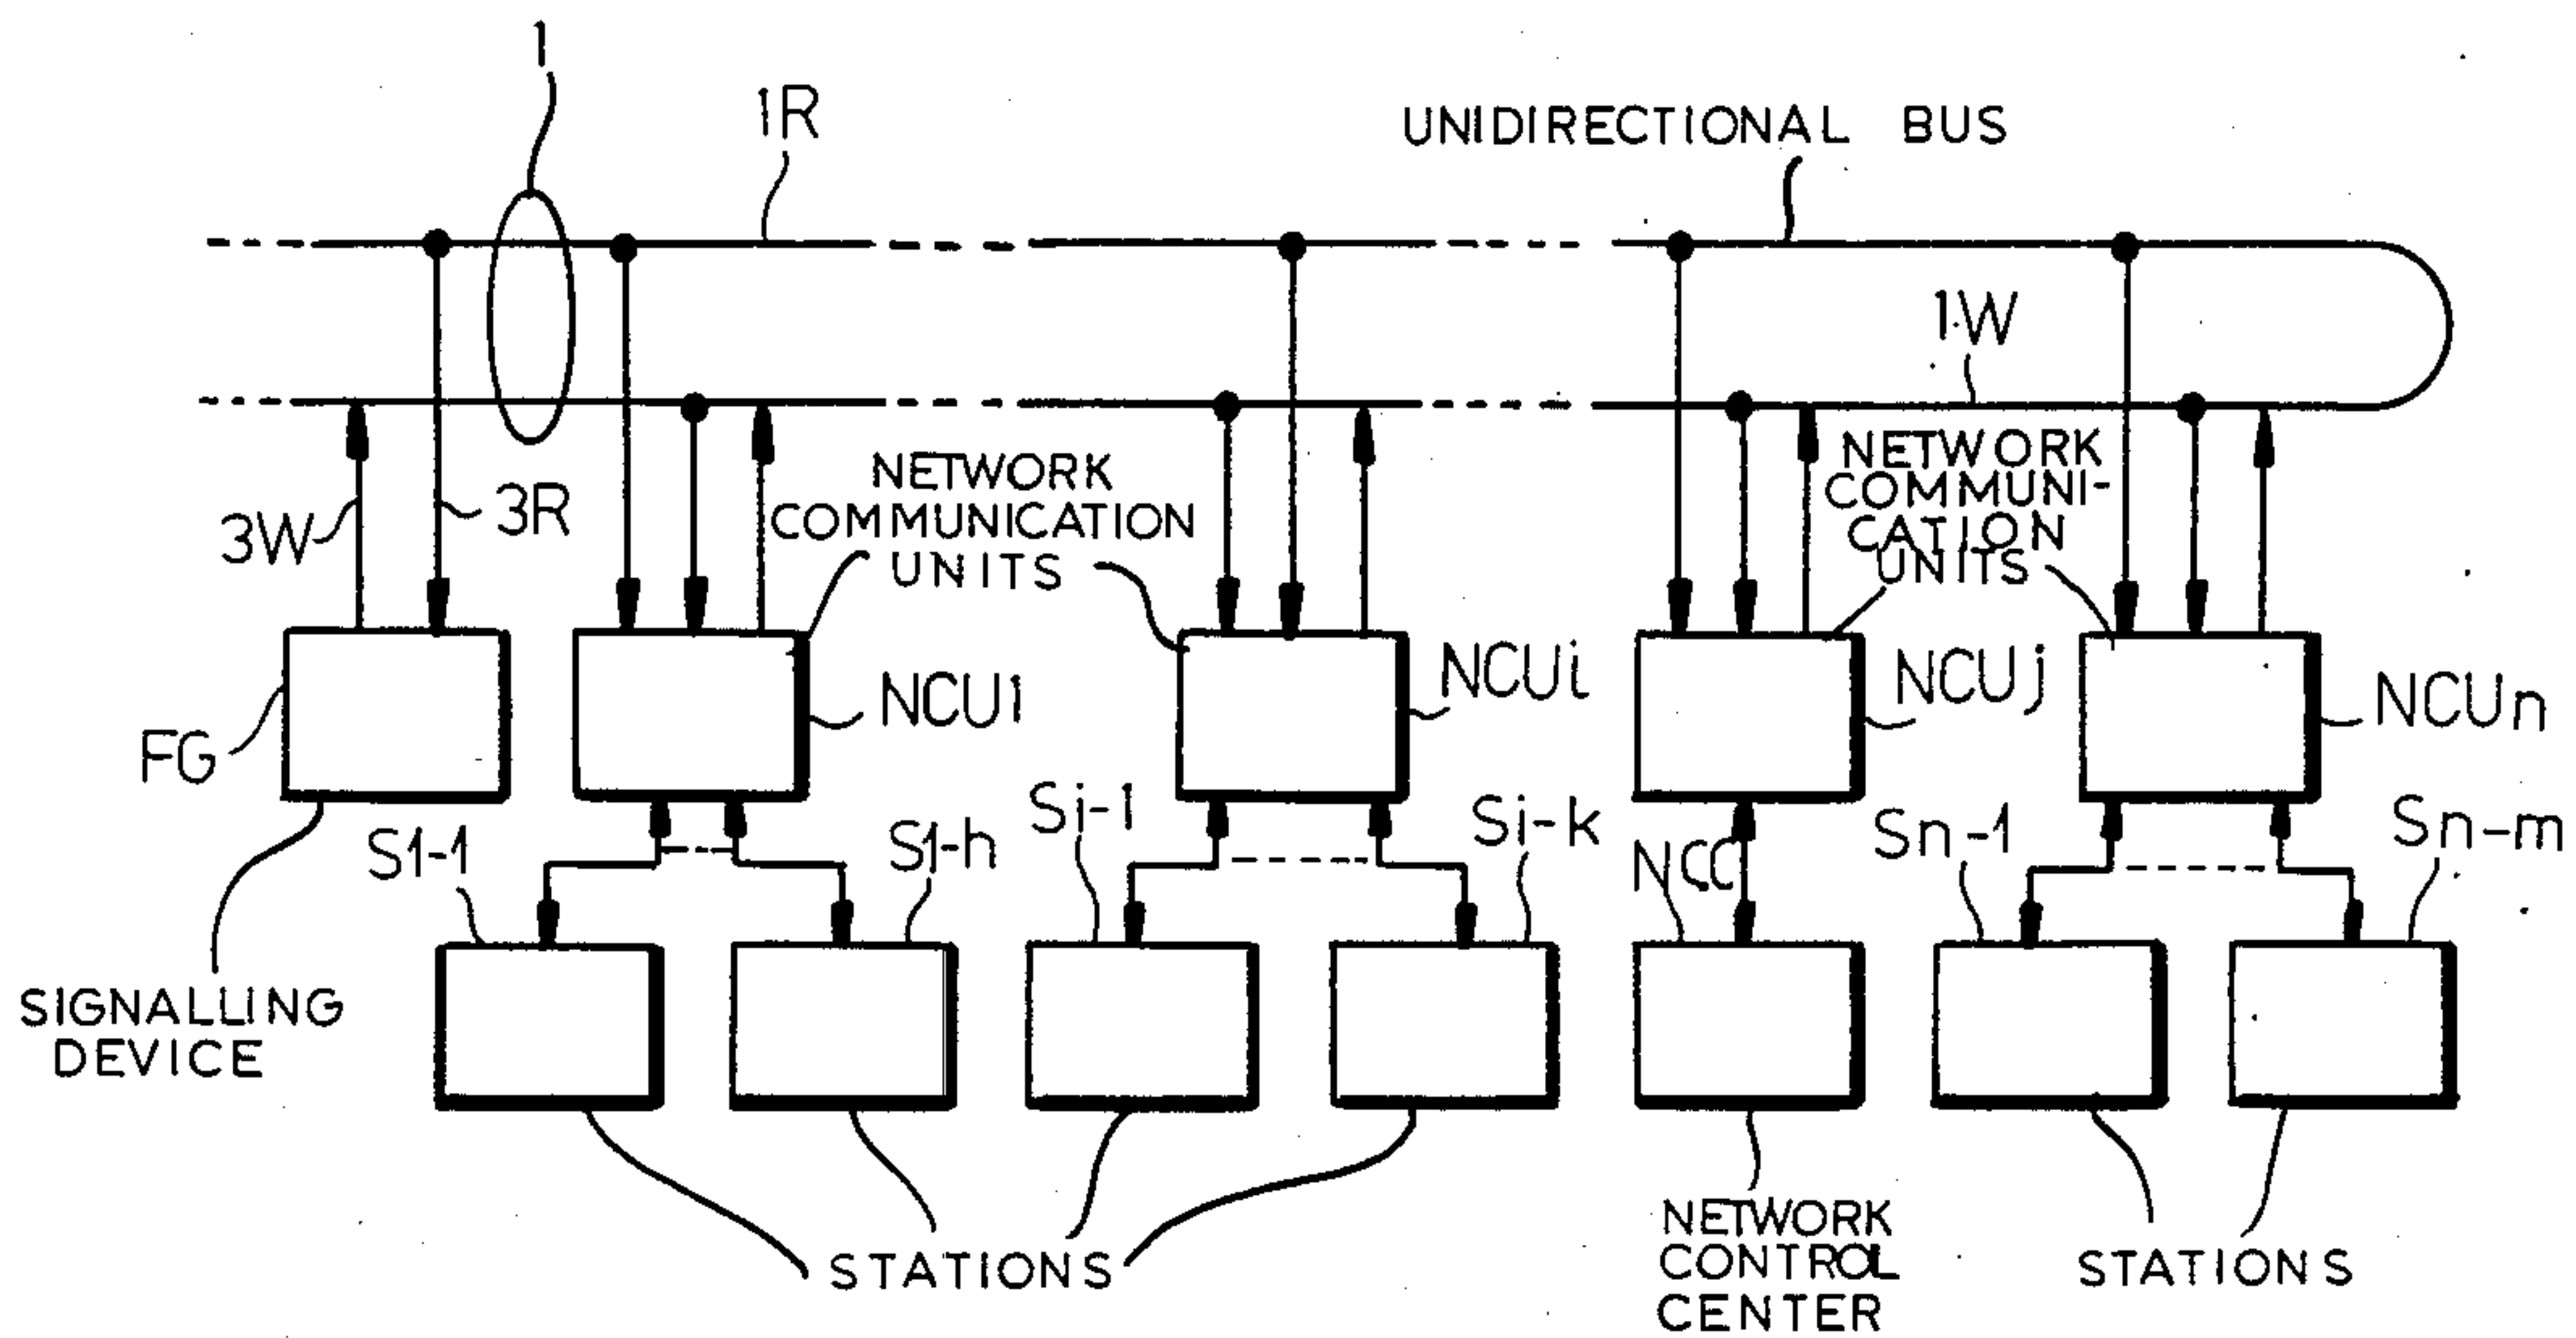 1
1R
UNIDIRECTIONAL BUS
1W
3W
3R
NETWORK
COMMUNICATION
UNITS
NETWORK
COMMUNI-
CATION
UNITS
FG
NCU1
NCUi
NCUj
NCUn
S1-1
S1-h
Si-1
Si-k
NCC
Sn-1
Sn-m
SIGNALLING
DEVICE
STATIONS
NETWORK
CONTROL
CENTER
STATIONS